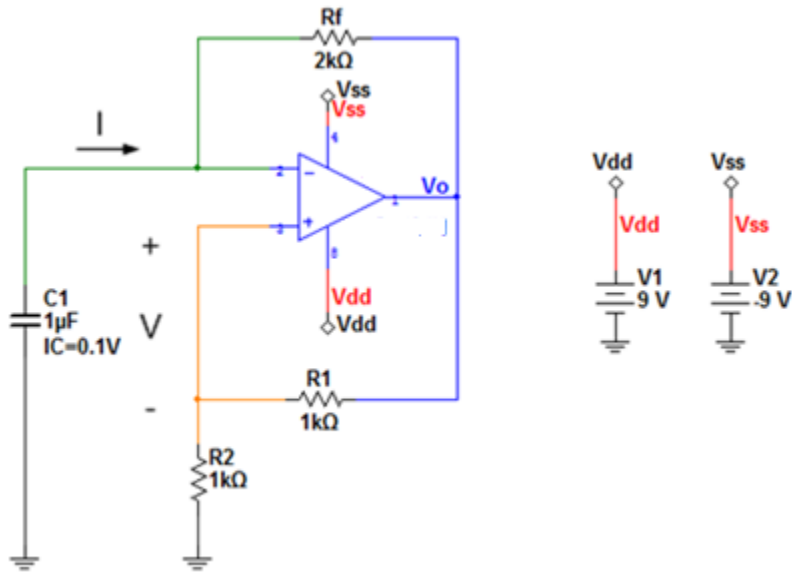 Rf
2kΩ
Vss
Vss
I
4
2
Vo
1
3
8
Vdd
Vdd
+
V
-
C1
1µF
IC=0.1V
R1
1kΩ
R2
1kΩ
Vdd
Vss
Vdd
Vss
V1
9 V
V2
-9 V